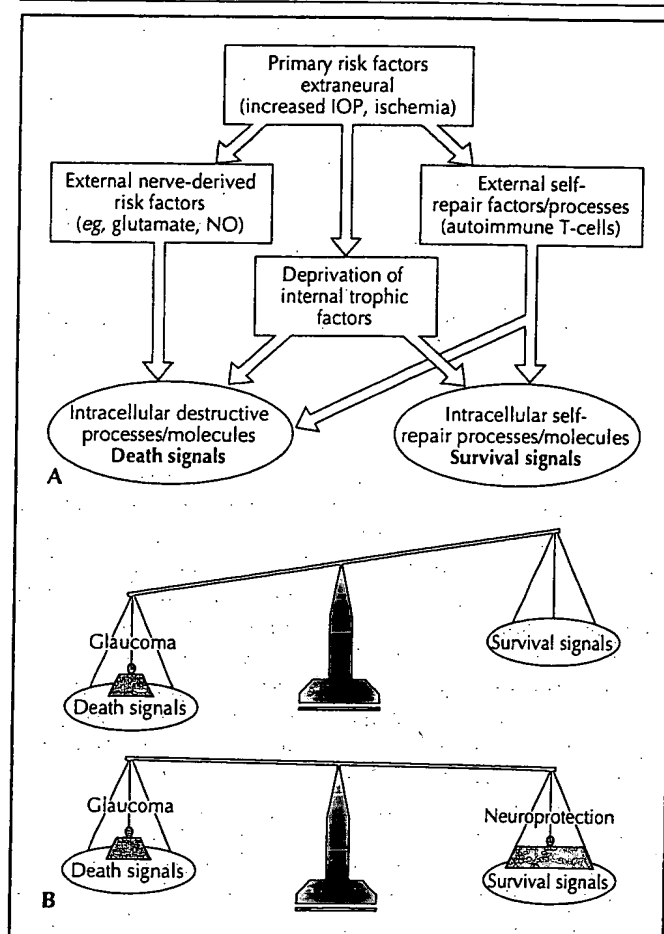 Primary risk factors
extraneural
(increased IOP, ischemia)
External nerve-derived
risk factors
(eg, glutamate, NO)
External self-
repair factors/processes
(autoimmune T-cells)
Deprivation of
internal trophic
factors
Intracellular destructive
processes/molecules
Death signals
Intracellular self-
repair processes/molecules
Survival signals
A
Glaucoma
Death signals
Survival signals
Glaucoma
Death signals
Neuroprotection
Survival signals
B